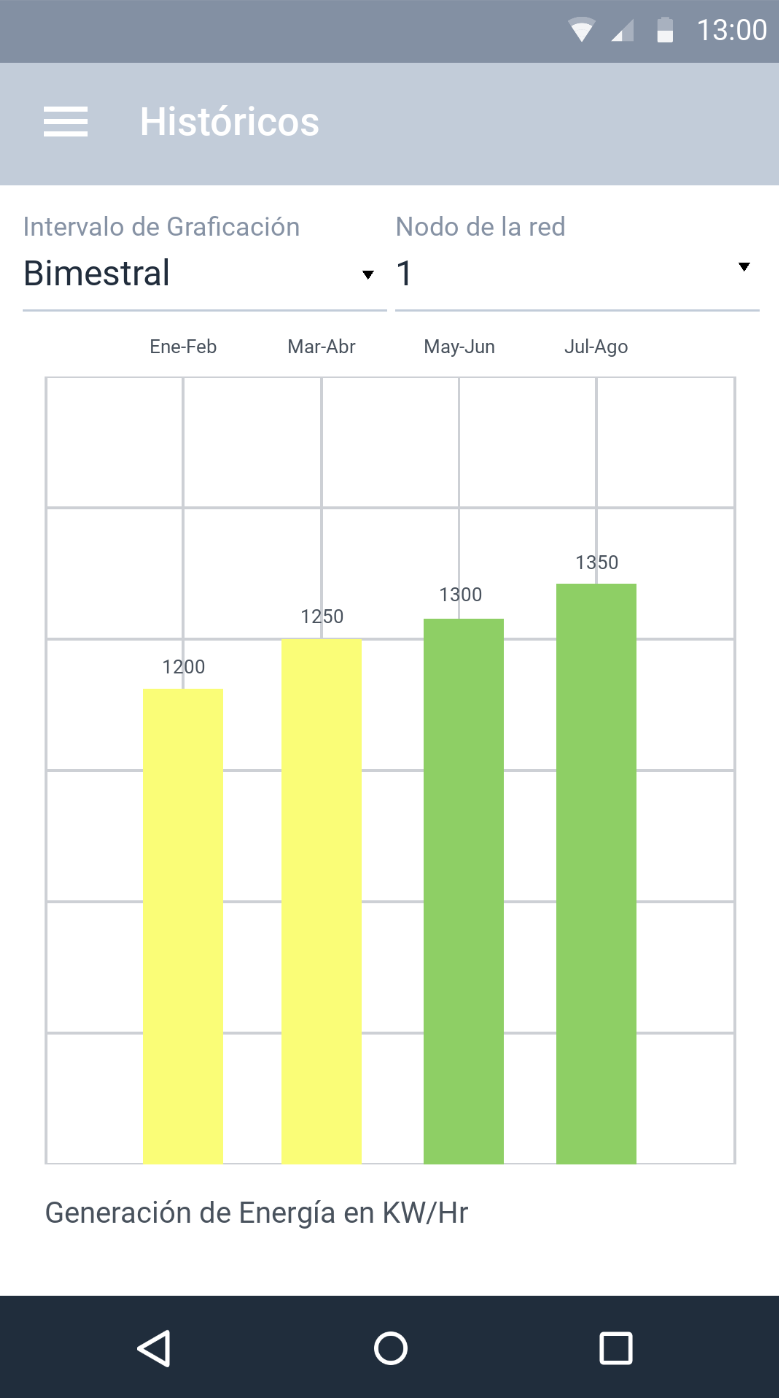 13:00
Históricos
Intervalo de Graficación Nodo de la red
Bimestral 1
Ene-Feb Mar-Abr May-Jun Jul-Ago
1350
1300
1250
1200
Generación de Energía en KW/Hr